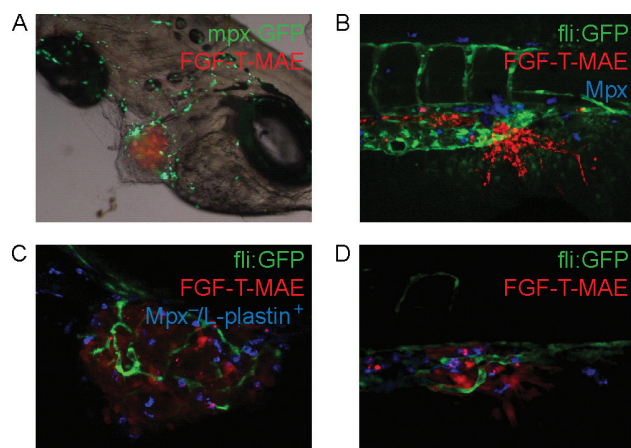 A
mpx:GFP
FGF-T-MAE
B
fli:GFP
FGF-T-MAE
Mpx
C
fli:GFP
FGF-T-MAE
Mpx⁻/L-plastin⁺
D
fli:GFP
FGF-T-MAE